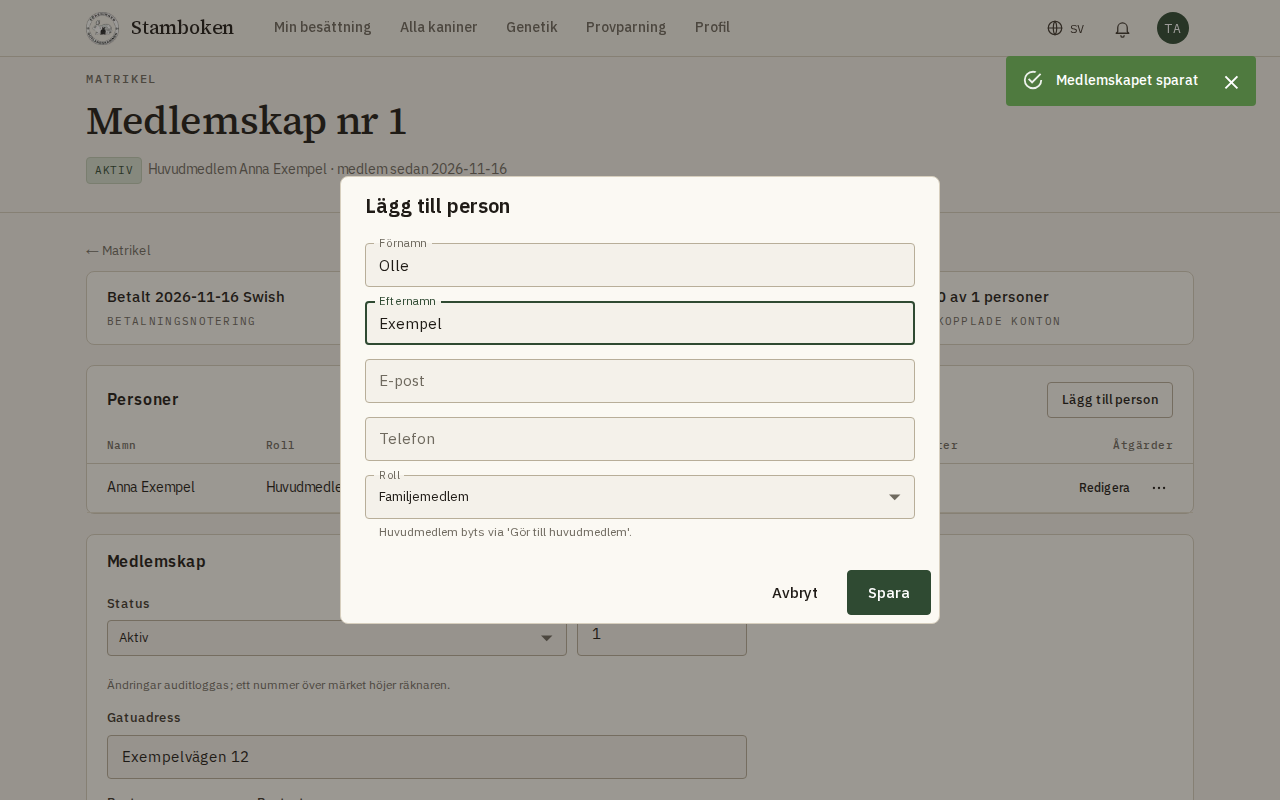 Stamboken
Min besättning
Alla kaniner
Genetik
Provparning
Profil
SV
TA
Medlemskapet sparat
MATRIKEL
Medlemskap nr 1
AKTIV
Huvudmedlem Anna Exempel · medlem sedan 2026-11-16
← Matrikel
Betalt 2026-11-16 Swish
BETALNINGSNOTERING
0 av 1 personer
KOPPLADE KONTON
Personer
Lägg till person
Namn
Roll
Åtgärder
Anna Exempel
Redigera
Lägg till person
Förnamn
Olle
Efternamn
Exempel
E-post
Telefon
Roll
Familjemedlem
Huvudmedlem byts via 'Gör till huvudmedlem'.
Avbryt
Spara
Medlemskap
Status
Aktiv
1
Ändringar auditloggas; ett nummer över märket höjer räknaren.
Gatuadress
Exempelvägen 12